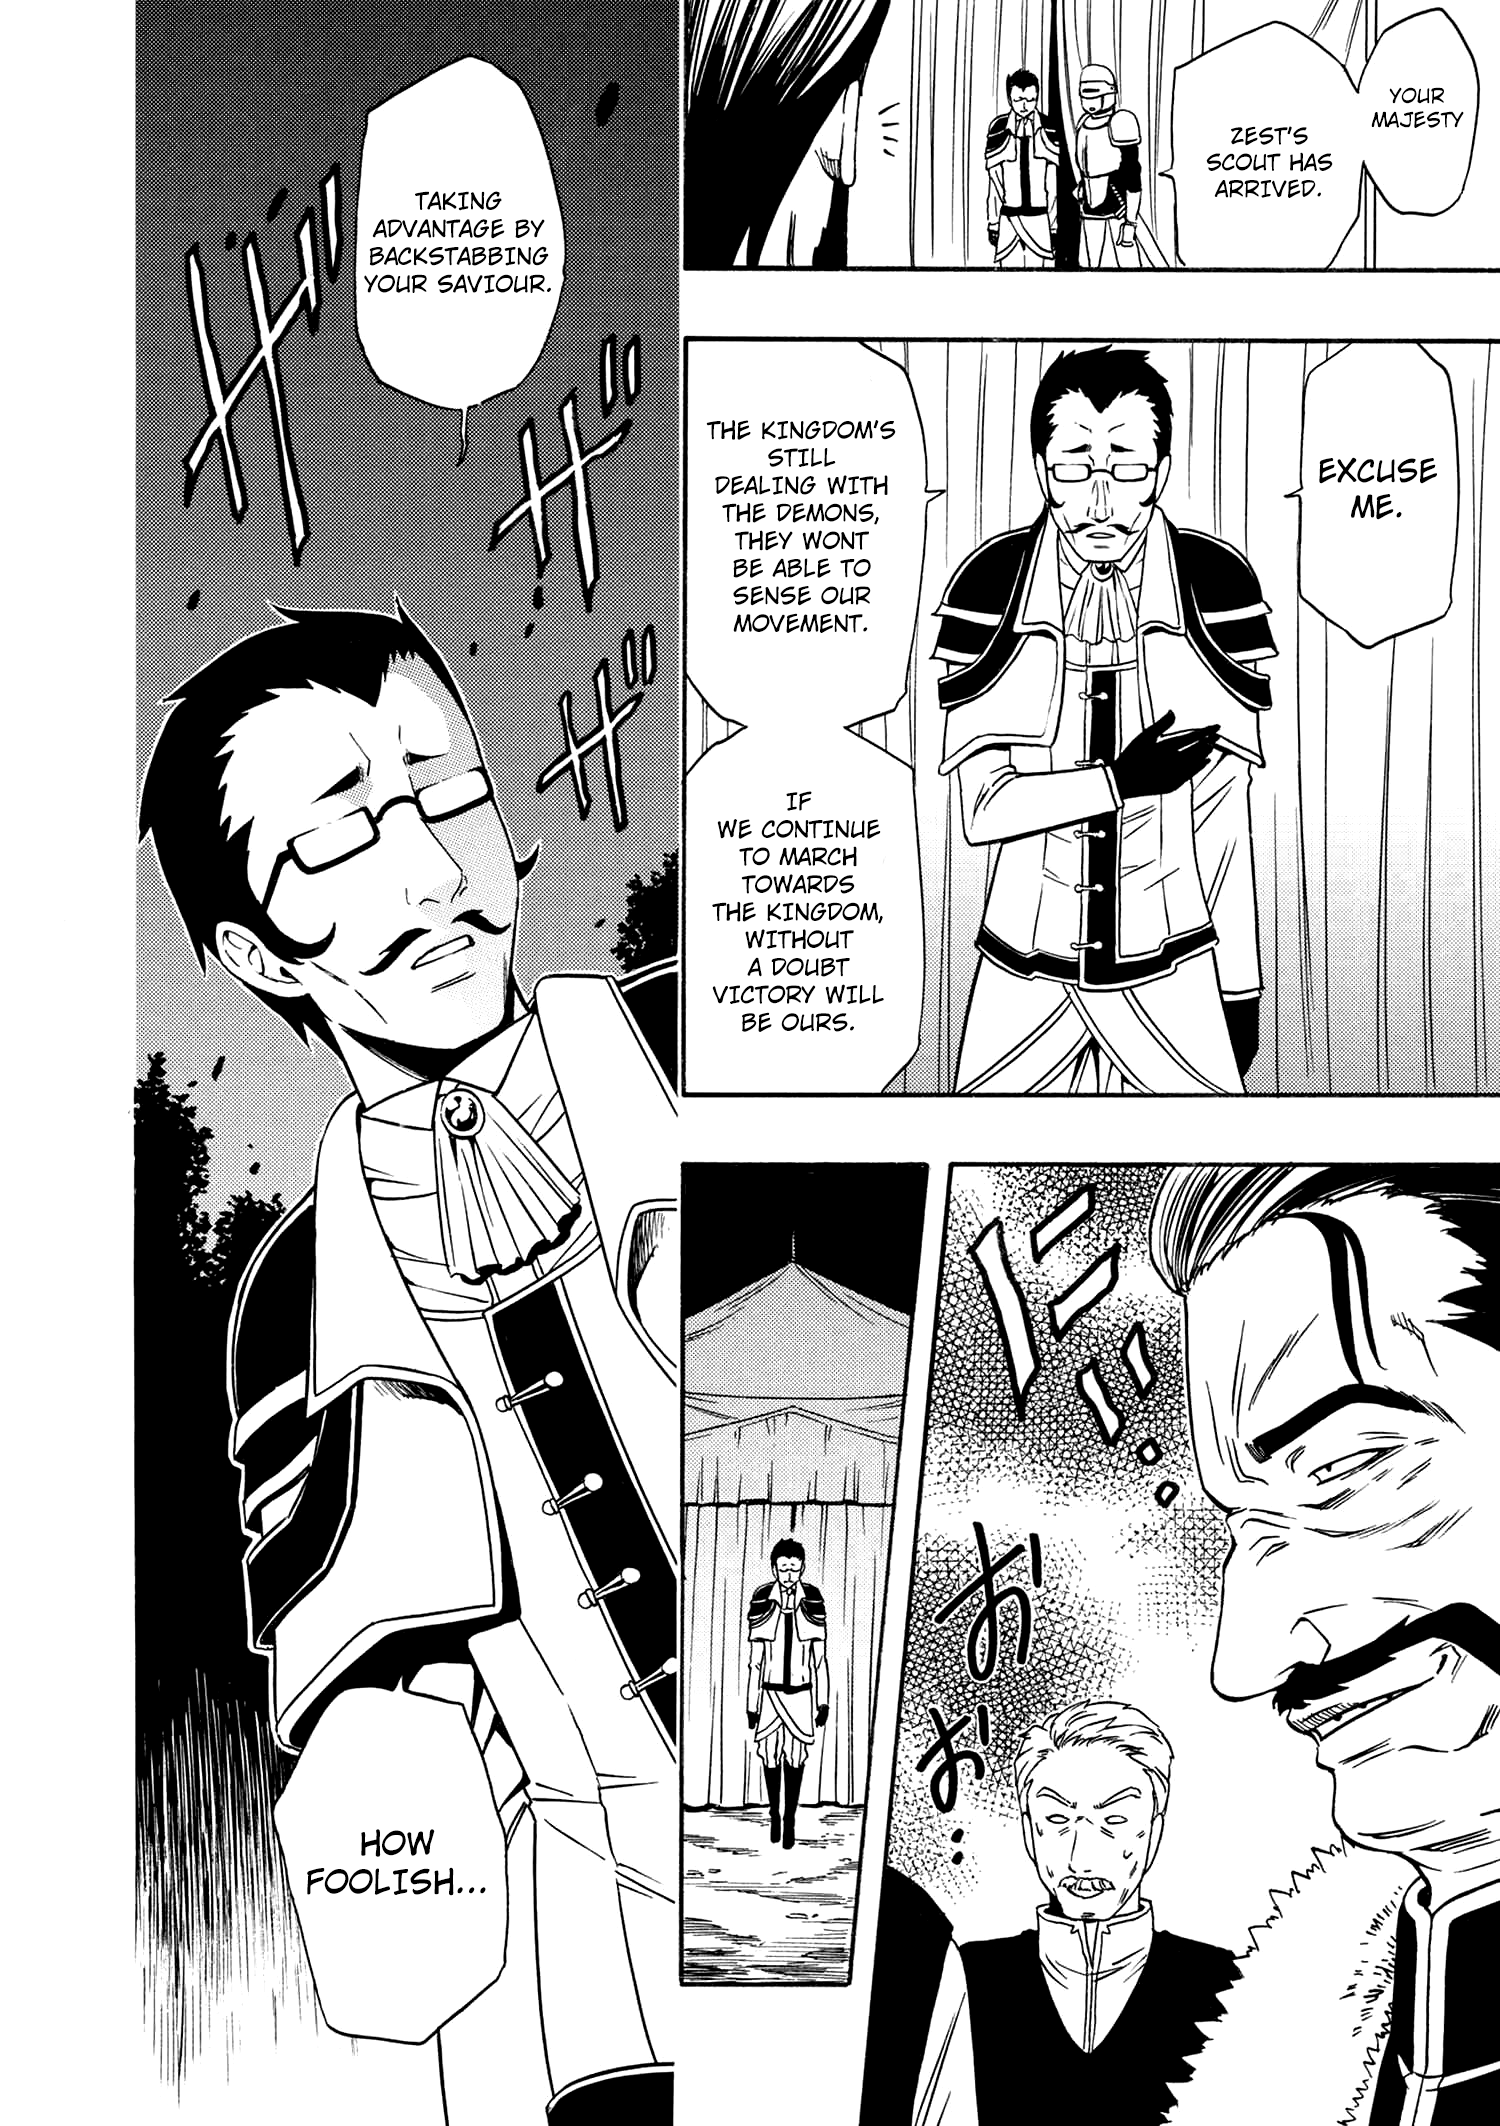 YOUR
MAJESTY
ZEST'S
SCOUT HAS
ARRIVED.
EXCUSE
ME.
THE KINGDOM'S
STILL
DEALING WITH
THE DEMONS,
THEY WONT
BE ABLE TO
SENSE OUR
MOVEMENT.
IF
WE CONTINUE
TO MARCH
TOWARDS
THE KINGDOM,
WITHOUT
A DOUBT
VICTORY WILL
BE OURS.
ニィ…
お
お…
TAKING
ADVANTAGE BY
BACKSTABBING
YOUR SAVIOUR.
ザ
ザ
ザ
HOW
FOOLISH...